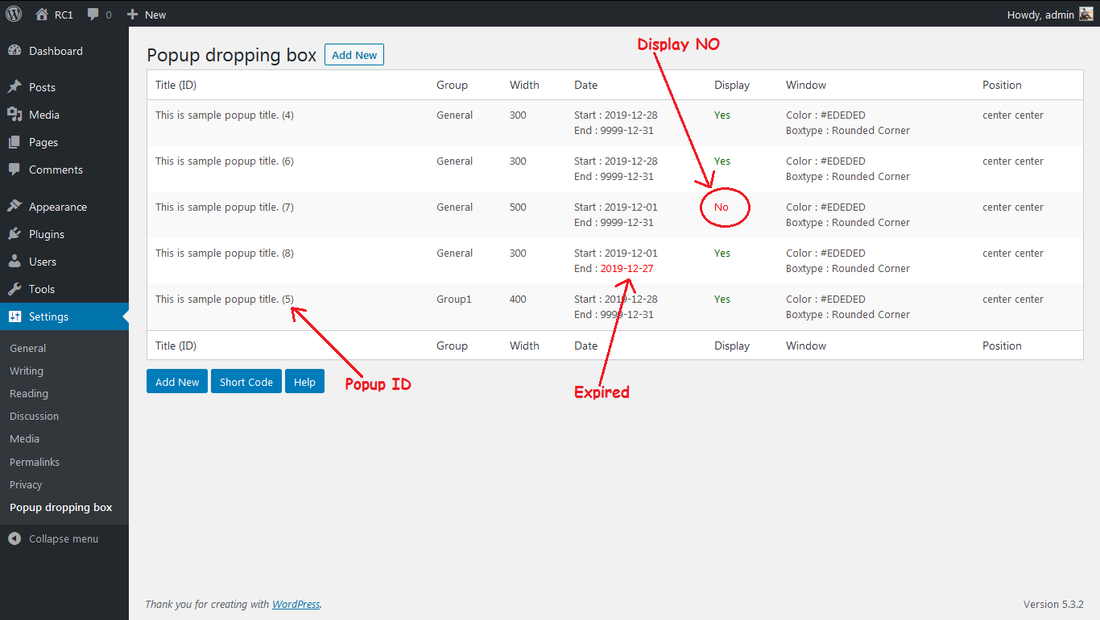 RC1 0 New Howdy, admin
Dashboard
Posts
Media
Pages
Comments
Appearance
Plugins
Users
Tools
Settings
General
Writing
Reading
Discussion
Media
Permalinks
Privacy
Popup dropping box
Collapse menu
Display NO
Popup dropping box Add New
Title (ID) Group Width Date Display Window Position
This is sample popup title. (4) General 300 Start : 2019-12-28 Yes Color : #EDEDED center center
End : 9999-12-31 Boxtype : Rounded Corner
This is sample popup title. (6) General 300 Start : 2019-12-28 Yes Color : #EDEDED center center
End : 9999-12-31 Boxtype : Rounded Corner
This is sample popup title. (7) General 500 Start : 2019-12-01 No Color : #EDEDED center center
End : 9999-12-31 Boxtype : Rounded Corner
This is sample popup title. (8) General 300 Start : 2019-12-01 Yes Color : #EDEDED center center
End : 2019-12-27 Boxtype : Rounded Corner
This is sample popup title. (5) Group1 400 Start : 2019-12-28 Yes Color : #EDEDED center center
End : 9999-12-31 Boxtype : Rounded Corner
Title (ID) Group Width Date Display Window Position
Add New Short Code Help
Popup ID
Expired
Thank you for creating with WordPress. Version 5.3.2